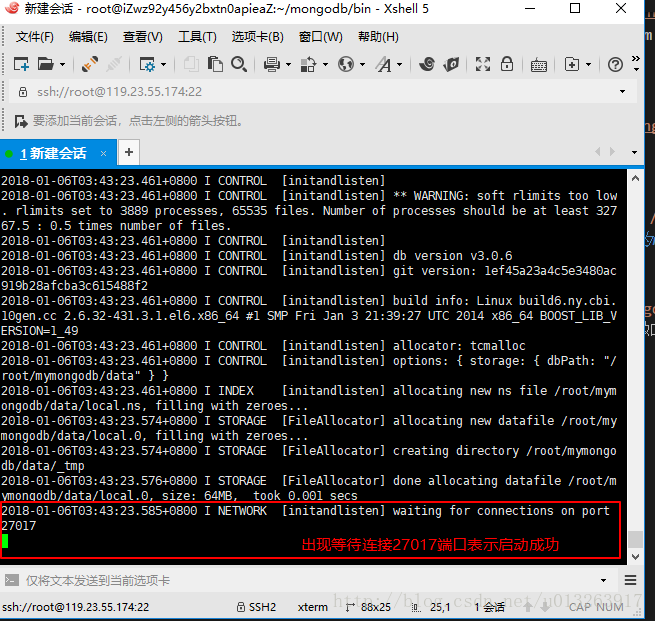 新建会话 - root@iZwz92y456y2bxtn0apieaZ:~/mongodb/bin - Xshell 5
文件(F) 编辑(E) 查看(V) 工具(T) 选项卡(B) 窗口(W) 帮助(H)
ssh://root@119.23.55.174:22
要添加当前会话，点击左侧的箭头按钮。
1 新建会话 × +
2018-01-06T03:43:23.461+0800 I CONTROL  [initandlisten]
2018-01-06T03:43:23.461+0800 I CONTROL  [initandlisten] ** WARNING: soft rlimits too low
. rlimits set to 3889 processes, 65535 files. Number of processes should be at least 327
67.5 : 0.5 times number of files.
2018-01-06T03:43:23.461+0800 I CONTROL  [initandlisten]
2018-01-06T03:43:23.461+0800 I CONTROL  [initandlisten] db version v3.0.6
2018-01-06T03:43:23.461+0800 I CONTROL  [initandlisten] git version: 1ef45a23a4c5e3480ac
919b28afcba3c615488f2
2018-01-06T03:43:23.461+0800 I CONTROL  [initandlisten] build info: Linux build6.ny.cbi.
10gen.cc 2.6.32-431.3.1.el6.x86_64 #1 SMP Fri Jan 3 21:39:27 UTC 2014 x86_64 BOOST_LIB_V
ERSION=1_49
2018-01-06T03:43:23.461+0800 I CONTROL  [initandlisten] allocator: tcmalloc
2018-01-06T03:43:23.461+0800 I CONTROL  [initandlisten] options: { storage: { dbPath: "/
root/mymongodb/data" } }
2018-01-06T03:43:23.461+0800 I INDEX    [initandlisten] allocating new ns file /root/mym
ongodb/data/local.ns, filling with zeroes...
2018-01-06T03:43:23.574+0800 I STORAGE  [FileAllocator] allocating new datafile /root/my
mongodb/data/local.0, filling with zeroes...
2018-01-06T03:43:23.574+0800 I STORAGE  [FileAllocator] creating directory /root/mymongo
db/data/_tmp
2018-01-06T03:43:23.576+0800 I STORAGE  [FileAllocator] done allocating datafile /root/m
ymongodb/data/local.0, size: 64MB,  took 0.001 secs
2018-01-06T03:43:23.585+0800 I NETWORK  [initandlisten] waiting for connections on port
27017
出现等待连接27017端口表示启动成功
仅将文本发送到当前选项卡
http://blog.csdn.net/u013263917
ssh://root@119.23.55.174:22 SSH2 xterm 88x25 25,1 1 会话 CAP NUM